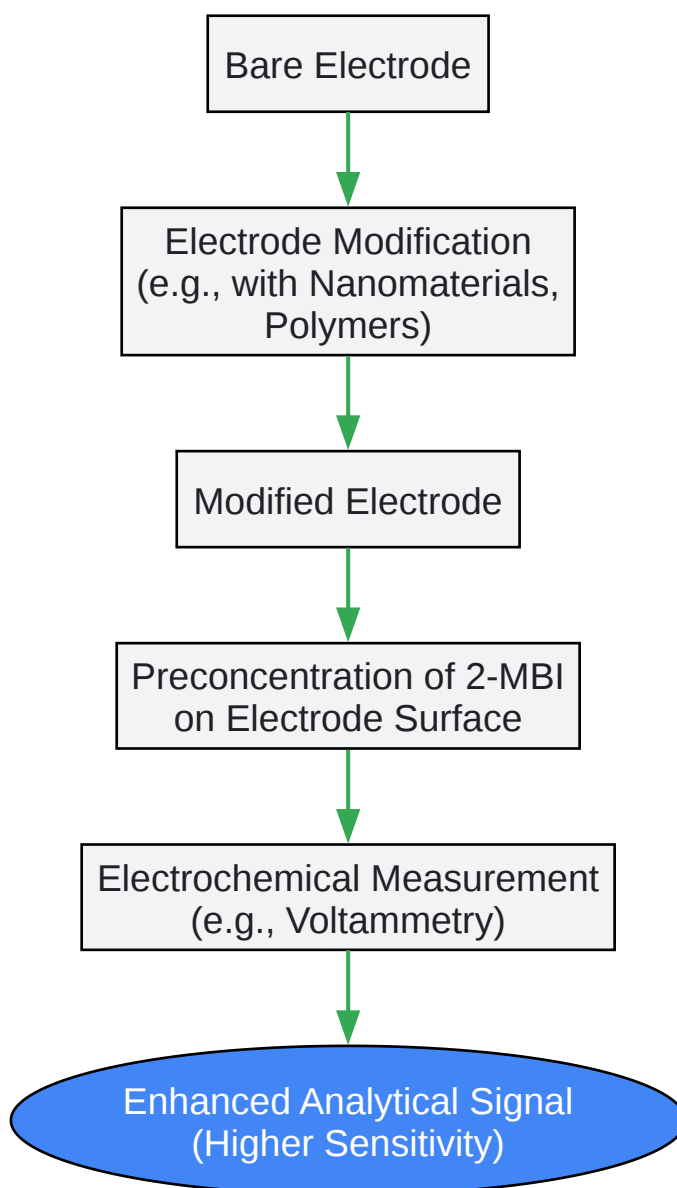 Bare Electrode
Electrode Modification
(e.g., with Nanomaterials,
Polymers)
Modified Electrode
Preconcentration of 2-MBI
on Electrode Surface
Electrochemical Measurement
(e.g., Voltammetry)
Enhanced Analytical Signal
(Higher Sensitivity)